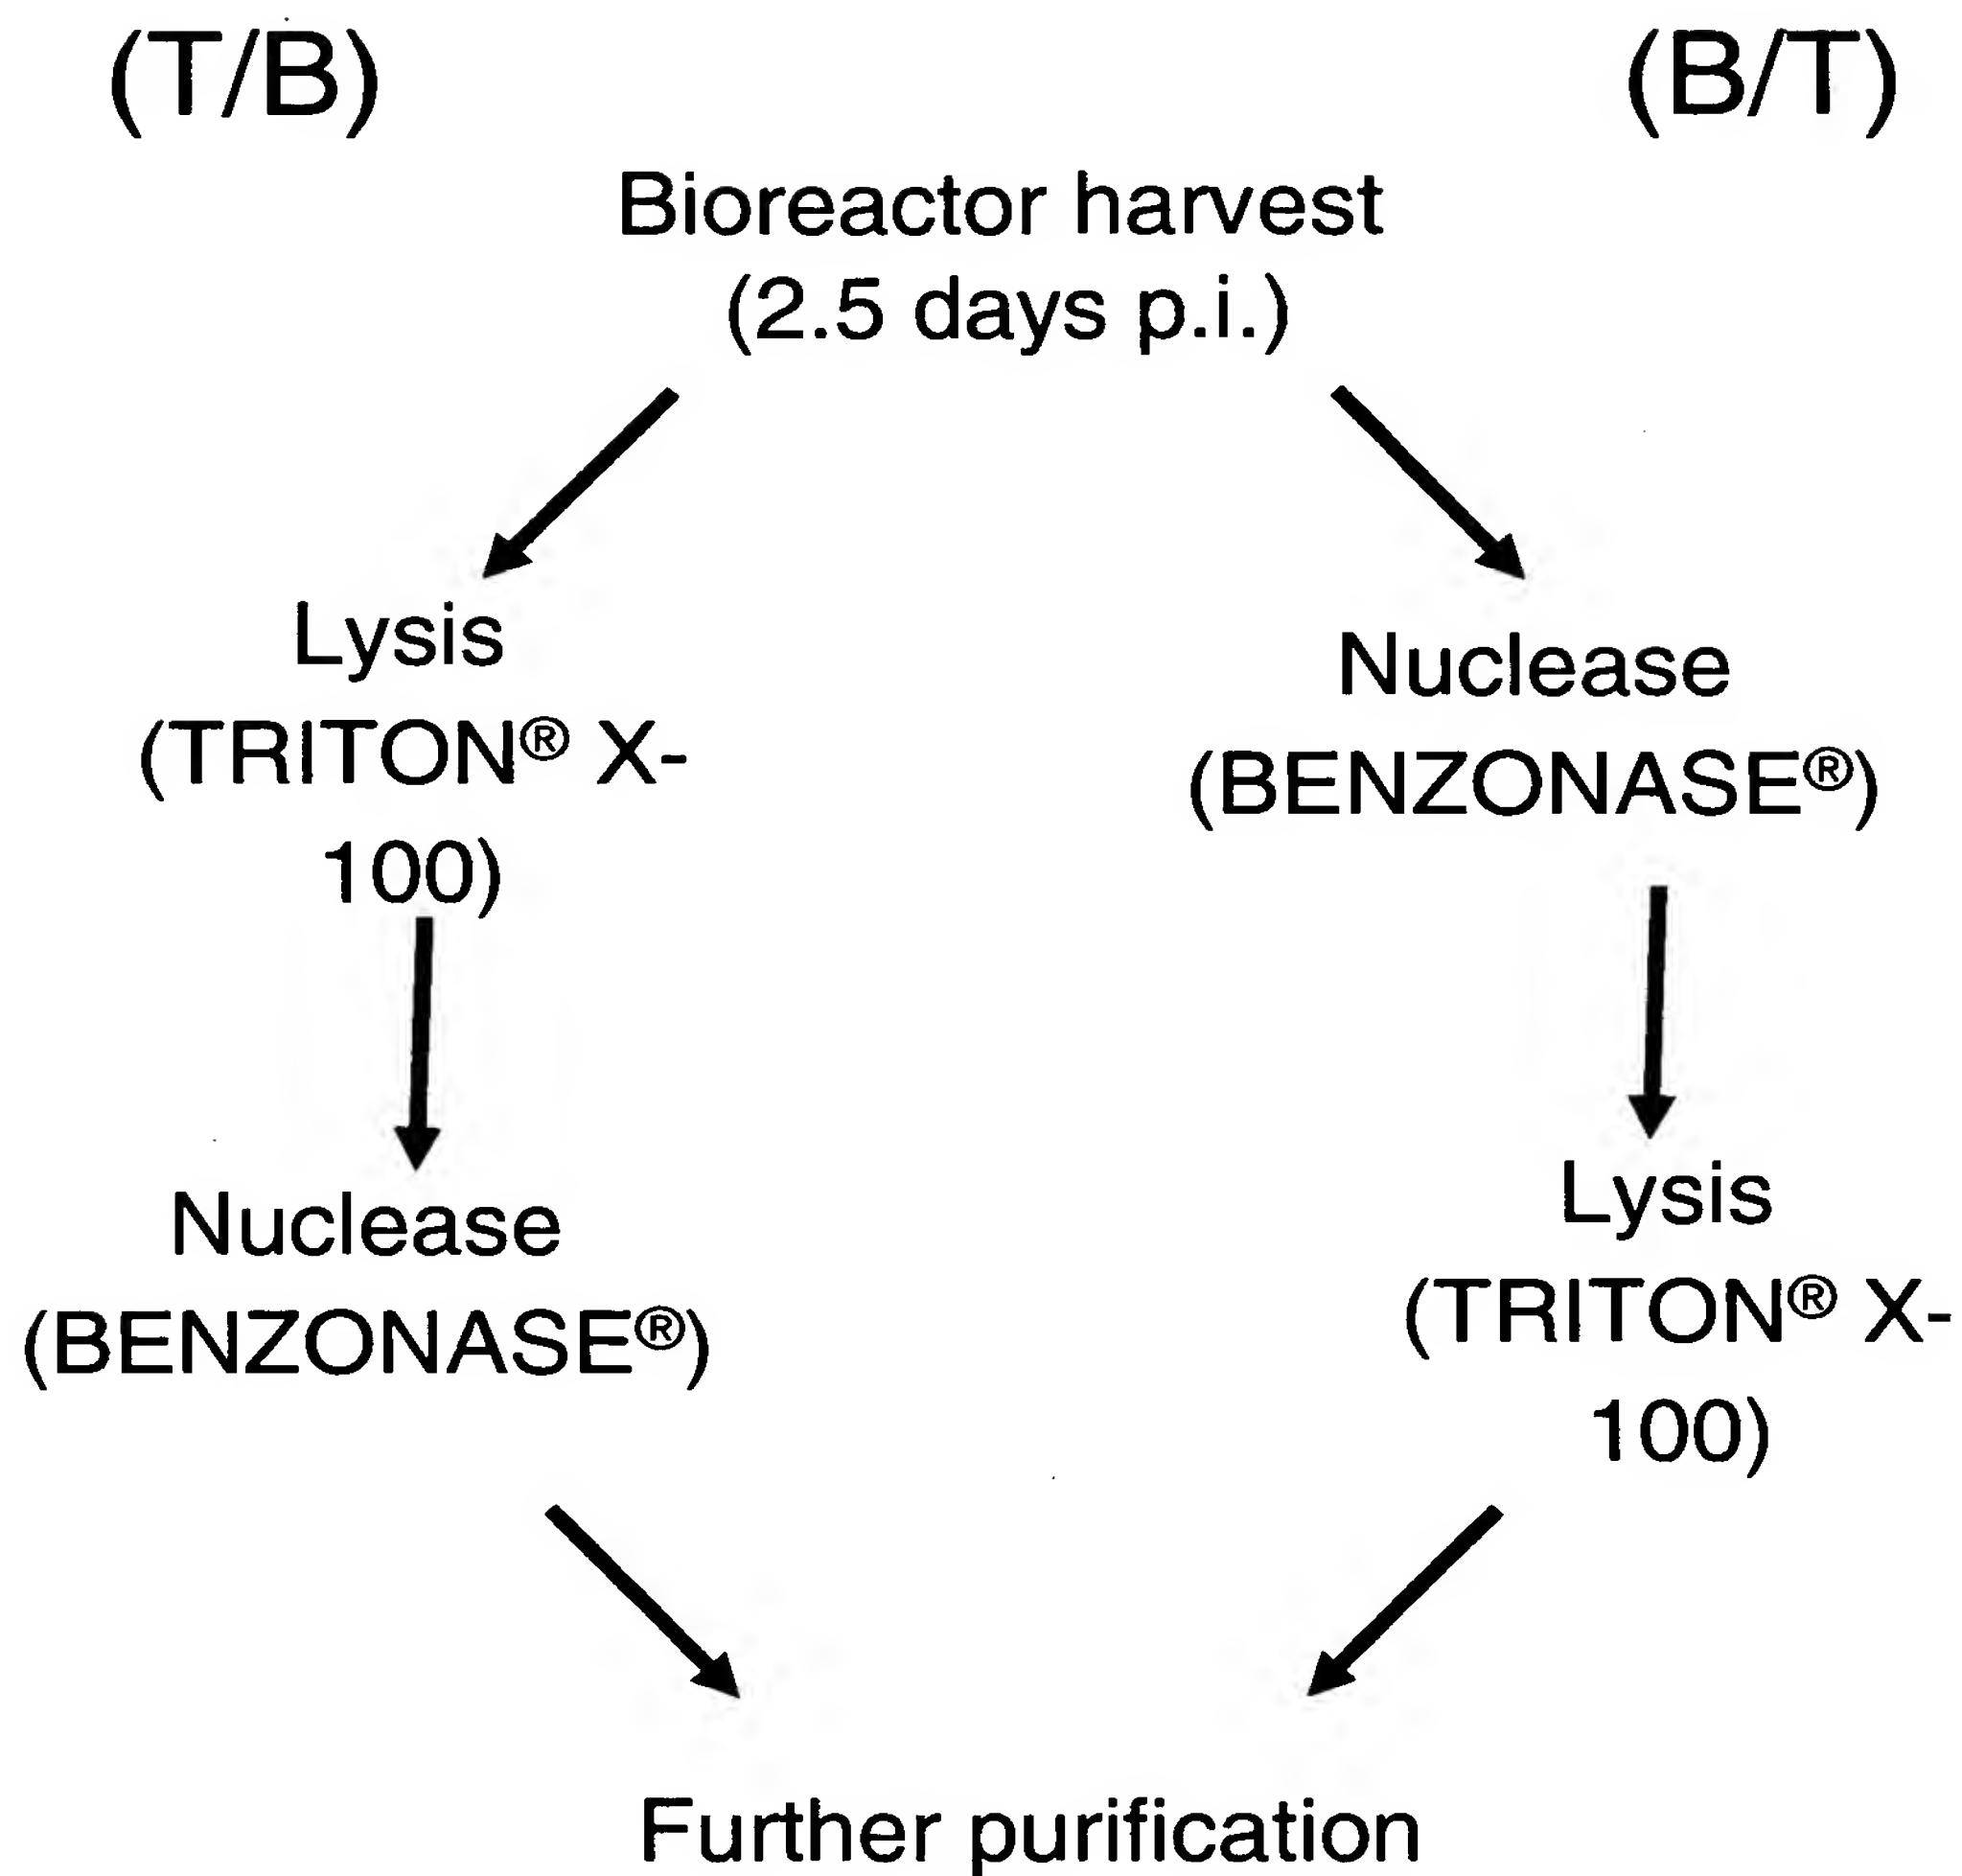 (T/B)
(B/T)
Bioreactor harvest
(2.5 days p.i.)
Lysis
(TRITON® X-
100)
Nuclease
(BENZONASE®)
Nuclease
(BENZONASE®)
Lysis
(TRITON® X-
100)
Further purification